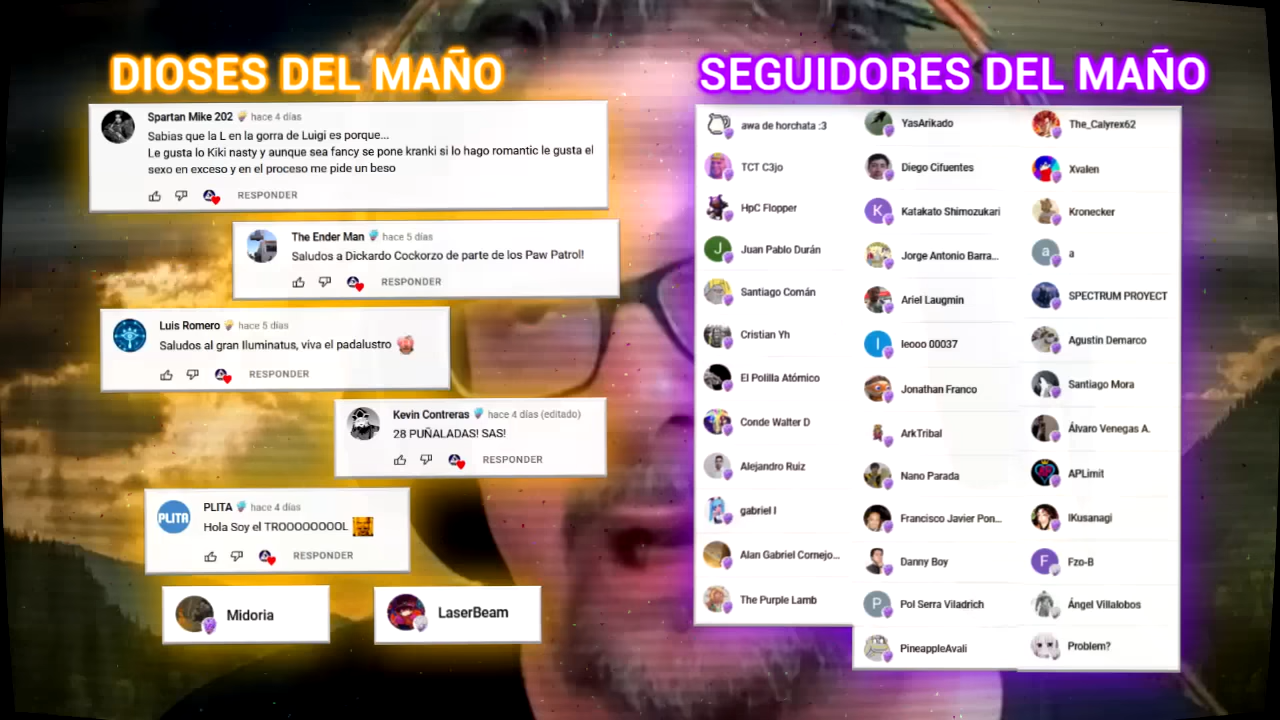 DIOSES DEL MAÑO
Spartan Mike 202 hace 4 días
Sabias que la L en la gorra de Luigi es porque...
Le gusta lo Kiki nasty y aunque sea fancy se pone kranki si lo hago romantic le gusta el
sexo en exceso y en el proceso me pide un beso
RESPONDER
The Ender Man hace 5 días
Saludos a Dickardo Cockorzo de parte de los Paw Patrol!
RESPONDER
Luis Romero hace 5 días
Saludos al gran Iluminatus, viva el padalustro
RESPONDER
Kevin Contreras hace 4 días (editado)
28 PUÑALADAS! SAS!
RESPONDER
PLITA
PLITA hace 4 días
Hola Soy el TROOOOOOOOL
RESPONDER
Midoria
LaserBeam
SEGUIDORES DEL MAÑO
awa de horchata :3
TCT C3jo
HpC Flopper
J
Juan Pablo Durán
Santiago Comán
Cristian Yh
El Polilla Atómico
Conde Walter D
Alejandro Ruiz
gabriel l
Alan Gabriel Cornejo...
The Purple Lamb
YasArikado
Diego Cifuentes
K
Katakato Shimozukari
Jorge Antonio Barra...
Ariel Laugmin
l
leooo 00037
Jonathan Franco
ArkTribal
Nano Parada
Francisco Javier Pon...
Danny Boy
P
Pol Serra Viladrich
PineappleAvali
The_Calyrex62
Xvalen
Kronecker
a
a
SPECTRUM PROYECT
Agustin Demarco
Santiago Mora
Álvaro Venegas A.
APLimit
IKusanagi
F
Fzo-B
Ángel Villalobos
Problem?